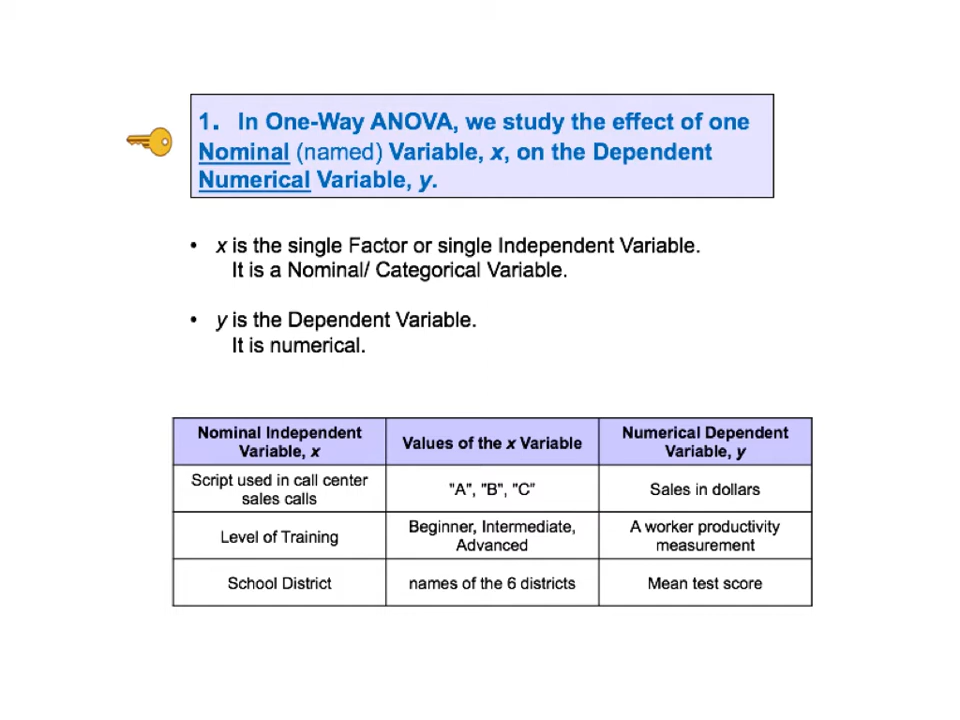 1. In One-Way ANOVA, we study the effect of one
Nominal (named) Variable, x, on the Dependent
Numerical Variable, y.
• x is the single Factor or single Independent Variable.
It is a Nominal/ Categorical Variable.
• y is the Dependent Variable.
It is numerical.
Nominal Independent
Variable, x
Values of the x Variable
Numerical Dependent
Variable, y
Script used in call center
sales calls
"A", "B", "C"
Sales in dollars
Level of Training
Beginner, Intermediate,
Advanced
A worker productivity
measurement
School District
names of the 6 districts
Mean test score